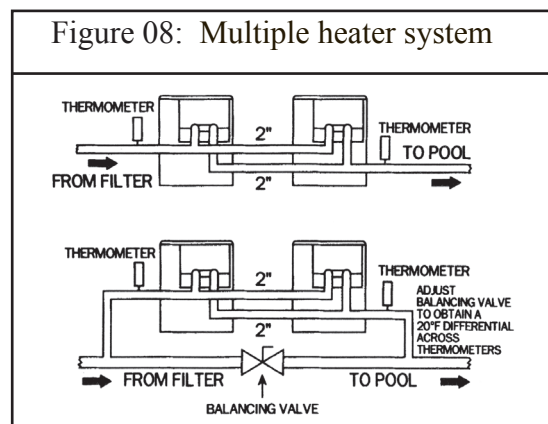 Figure 08: Multiple heater system
THERMOMETER
2"
THERMOMETER
TO POOL
FROM FILTER
2"
THERMOMETER
2"
THERMOMETER
ADJUST
BALANCING VALVE
TO OBTAIN A
20°F DIFFERENTIAL
ACROSS
THERMOMETERS
2"
FROM FILTER
TO POOL
BALANCING VALVE